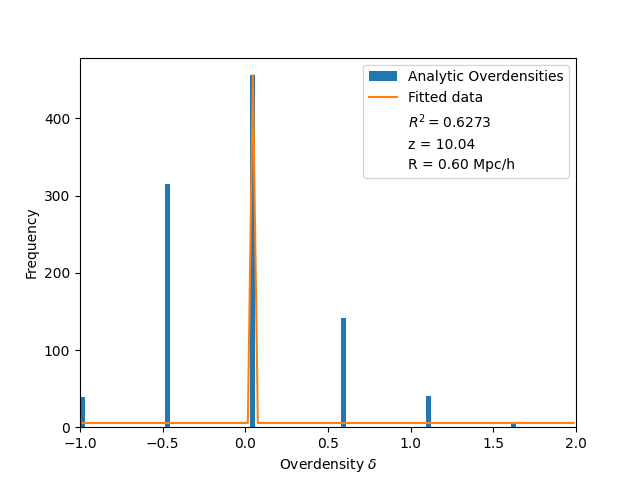 Analytic Overdensities
Fitted data
R² = 0.6273
z = 10.04
R = 0.60 Mpc/h
Frequency
400
300
200
100
0
−1.0 −0.5 0.0 0.5 1.0 1.5 2.0
Overdensity δ